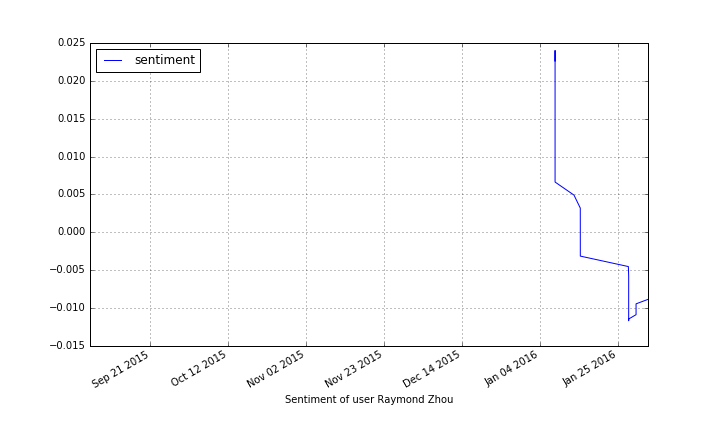 0.025
sentiment
0.020
0.015
0.010
0.005
0.000
−0.005
−0.010
−0.015
Sep 21 2015
Oct 12 2015
Nov 02 2015
Nov 23 2015
Dec 14 2015
Jan 04 2016
Jan 25 2016
Sentiment of user Raymond Zhou